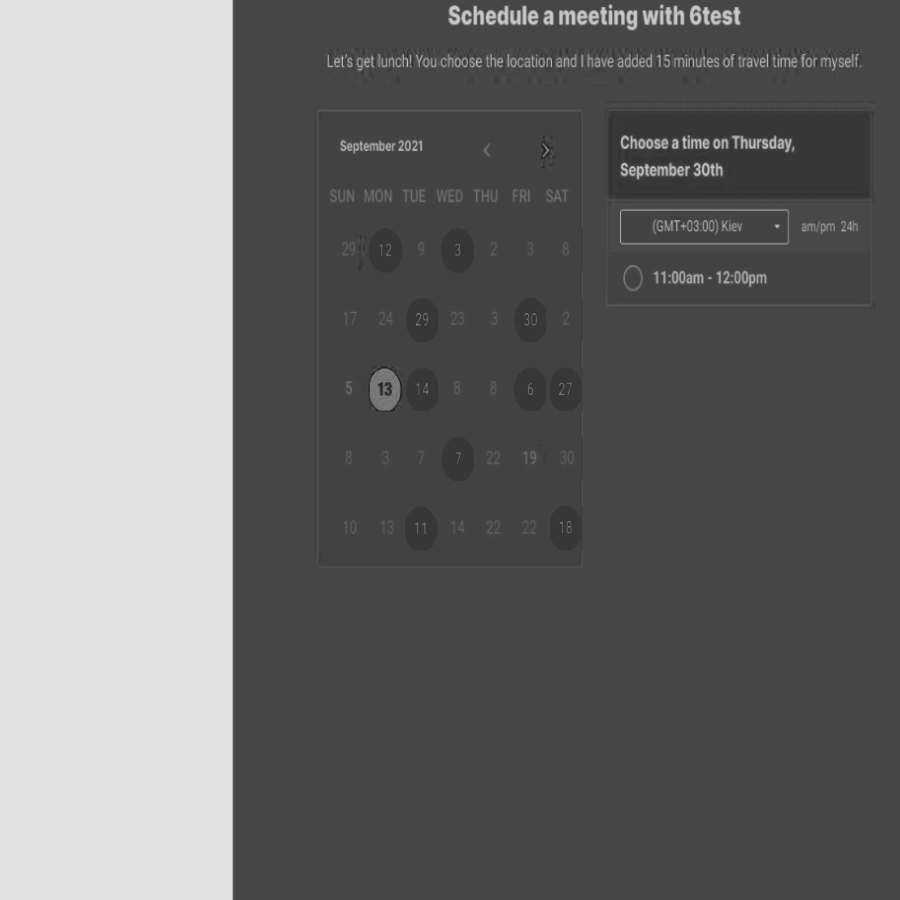 Schedule a meeting with 6test
Let's get lunch! You choose the location and I have added 15 minutes of travel time for myself.
September 2021
SUN MON TUE WED THU FRI SAT
29 12 9 3 2 3 8
17 24 29 23 3 30 2
5 13 14 8 8 6 27
8 3 7 7 22 19 30
10 13 11 14 22 22 18
Choose a time on Thursday,
September 30th
(GMT+03:00) Kiev am/pm 24h
11:00am - 12:00pm